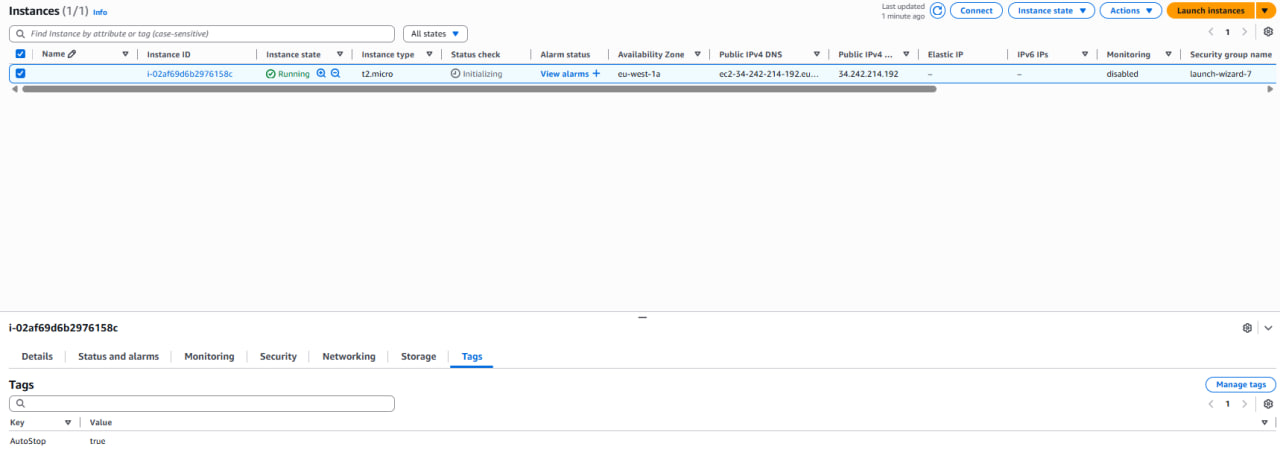 Instances (1/1) Info
Last updated
1 minute ago
Connect
Instance state
Actions
Launch instances
Find Instance by attribute or tag (case-sensitive)
All states
1
Name Instance ID Instance state Instance type Status check Alarm status Availability Zone Public IPv4 DNS Public IPv4 ... Elastic IP IPv6 IPs Monitoring Security group name
i-02af69d6b2976158c Running t2.micro Initializing View alarms + eu-west-1a ec2-34-242-214-192.eu... 34.242.214.192 – – disabled launch-wizard-7
i-02af69d6b2976158c
Details Status and alarms Monitoring Security Networking Storage Tags
Tags
Manage tags
1
Key Value
AutoStop true